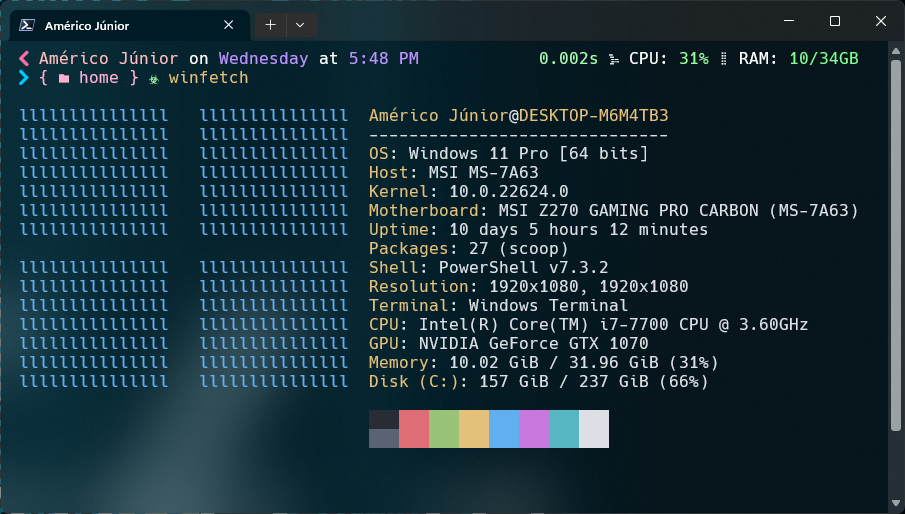 Américo Júnior
Américo Júnior on Wednesday at 5:48 PM 0.002s CPU: 31% RAM: 10/34GB
{ home } winfetch
lllllllllllllll lllllllllllllll Américo Júnior@DESKTOP-M6M4TB3
lllllllllllllll lllllllllllllll ------------------------------
lllllllllllllll lllllllllllllll OS: Windows 11 Pro [64 bits]
lllllllllllllll lllllllllllllll Host: MSI MS-7A63
lllllllllllllll lllllllllllllll Kernel: 10.0.22624.0
lllllllllllllll lllllllllllllll Motherboard: MSI Z270 GAMING PRO CARBON (MS-7A63)
lllllllllllllll lllllllllllllll Uptime: 10 days 5 hours 12 minutes
Packages: 27 (scoop)
lllllllllllllll lllllllllllllll Shell: PowerShell v7.3.2
lllllllllllllll lllllllllllllll Resolution: 1920x1080, 1920x1080
lllllllllllllll lllllllllllllll Terminal: Windows Terminal
lllllllllllllll lllllllllllllll CPU: Intel(R) Core(TM) i7-7700 CPU @ 3.60GHz
lllllllllllllll lllllllllllllll GPU: NVIDIA GeForce GTX 1070
lllllllllllllll lllllllllllllll Memory: 10.02 GiB / 31.96 GiB (31%)
lllllllllllllll lllllllllllllll Disk (C:): 157 GiB / 237 GiB (66%)